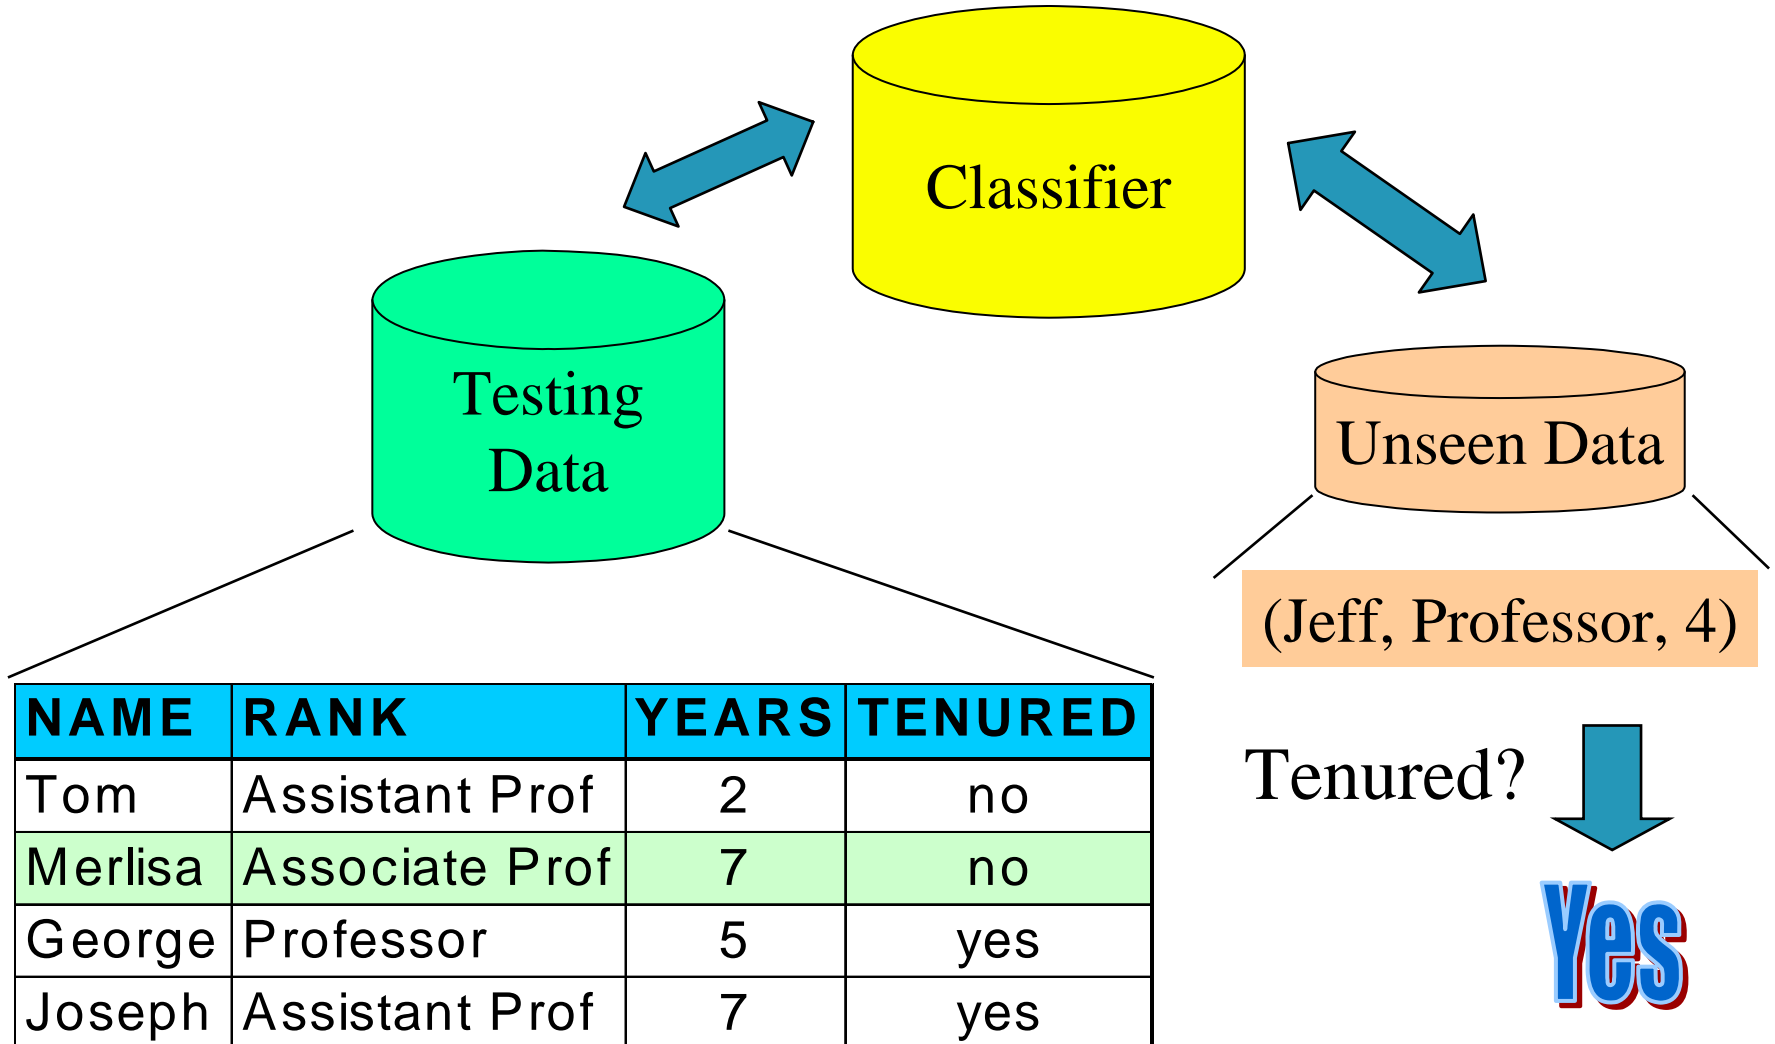 Classifier
Testing
Data
Unseen Data
(Jeff, Professor, 4)
NAME RANK YEARS TENURED
Tom Assistant Prof 2 no
Merlisa Associate Prof 7 no
George Professor 5 yes
Joseph Assistant Prof 7 yes
Tenured?
Yes